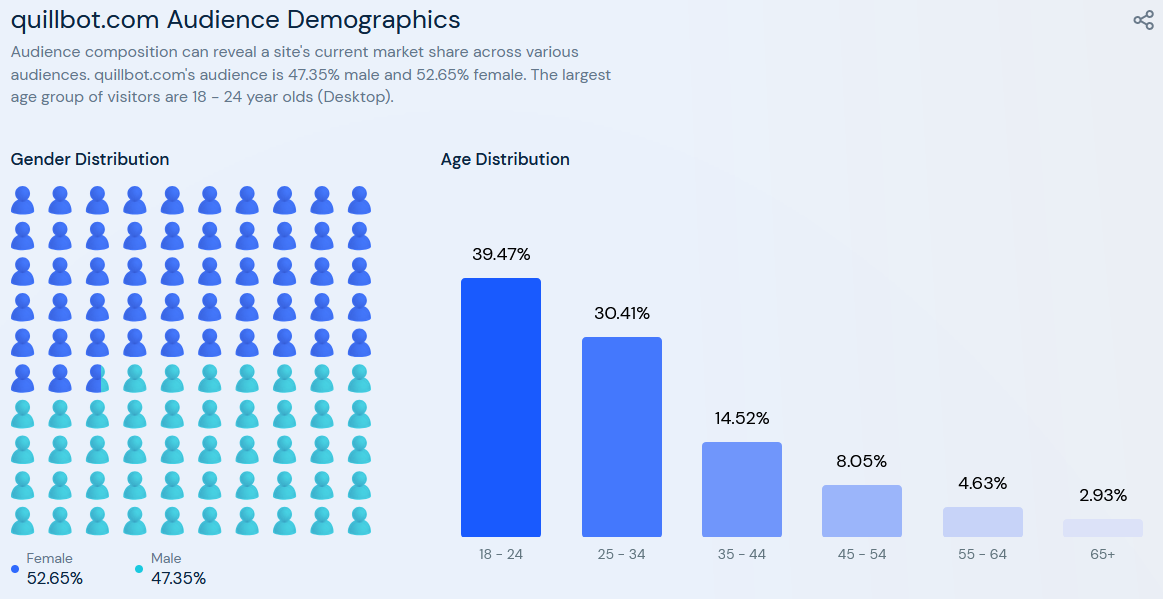 quillbot.com Audience Demographics
Audience composition can reveal a site's current market share across various
audiences. quillbot.com's audience is 47.35% male and 52.65% female. The largest
age group of visitors are 18 - 24 year olds (Desktop).
Gender Distribution
Female
52.65%
Male
47.35%
Age Distribution
39.47%
30.41%
14.52%
8.05%
4.63%
2.93%
18 - 24
25 - 34
35 - 44
45 - 54
55 - 64
65+